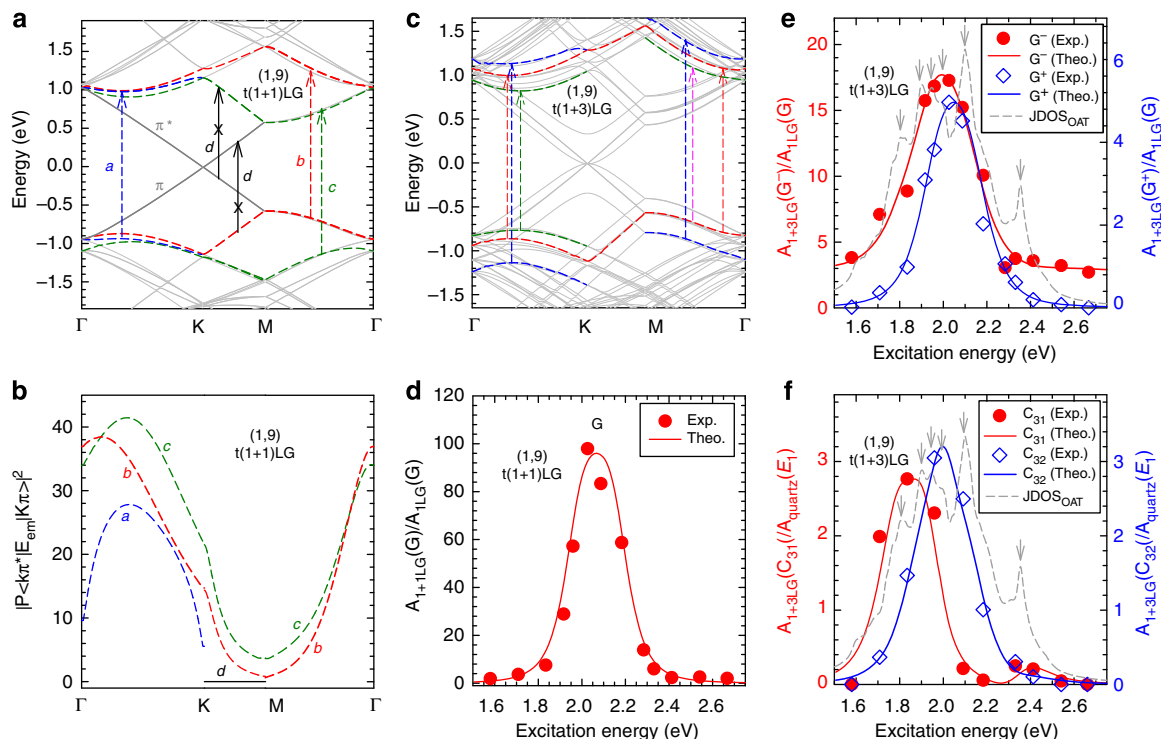 a
1.5
1.0
0.5
0.0
−0.5
−1.0
−1.5
Energy (eV)
(1,9)
t(1+1)LG
π*
π
a
d
d
b
c
x
x
Γ
K
M
Γ
c
1.5
1.0
0.5
0.0
−0.5
−1.0
−1.5
Energy (eV)
(1,9)
t(1+3)LG
Γ
K
M
Γ
e
20
15
10
5
0
A1+3LG(G−)/A1LG(G)
(1,9)
t(1+3)LG
G− (Exp.)
G− (Theo.)
G+ (Exp.)
G+ (Theo.)
JDOSOAT
6
5
4
3
2
1
0
A1+3LG(G+)/A1LG(G)
1.6 1.8 2.0 2.2 2.4 2.6
Excitation energy (eV)
b
40
30
20
10
0
|P<kπ*|Eem|Kπ>|2
(1,9)
t(1+1)LG
c
b
a
c
b
d
Γ
K
M
Γ
d
120
100
80
60
40
20
0
A1+1LG(G)/A1LG(G)
G
(1,9)
t(1+1)LG
Exp.
Theo.
1.6 1.8 2.0 2.2 2.4 2.6
Excitation energy (eV)
f
3
2
1
0
A1+3LG(C31)/Aquartz(E1)
(1,9)
t(1+3)LG
C31 (Exp.)
C31 (Theo.)
C32 (Exp.)
C32 (Theo.)
JDOSOAT
3
2
1
0
A1+3LG(C32)/Aquartz(E1)
1.6 1.8 2.0 2.2 2.4 2.6
Excitation energy (eV)